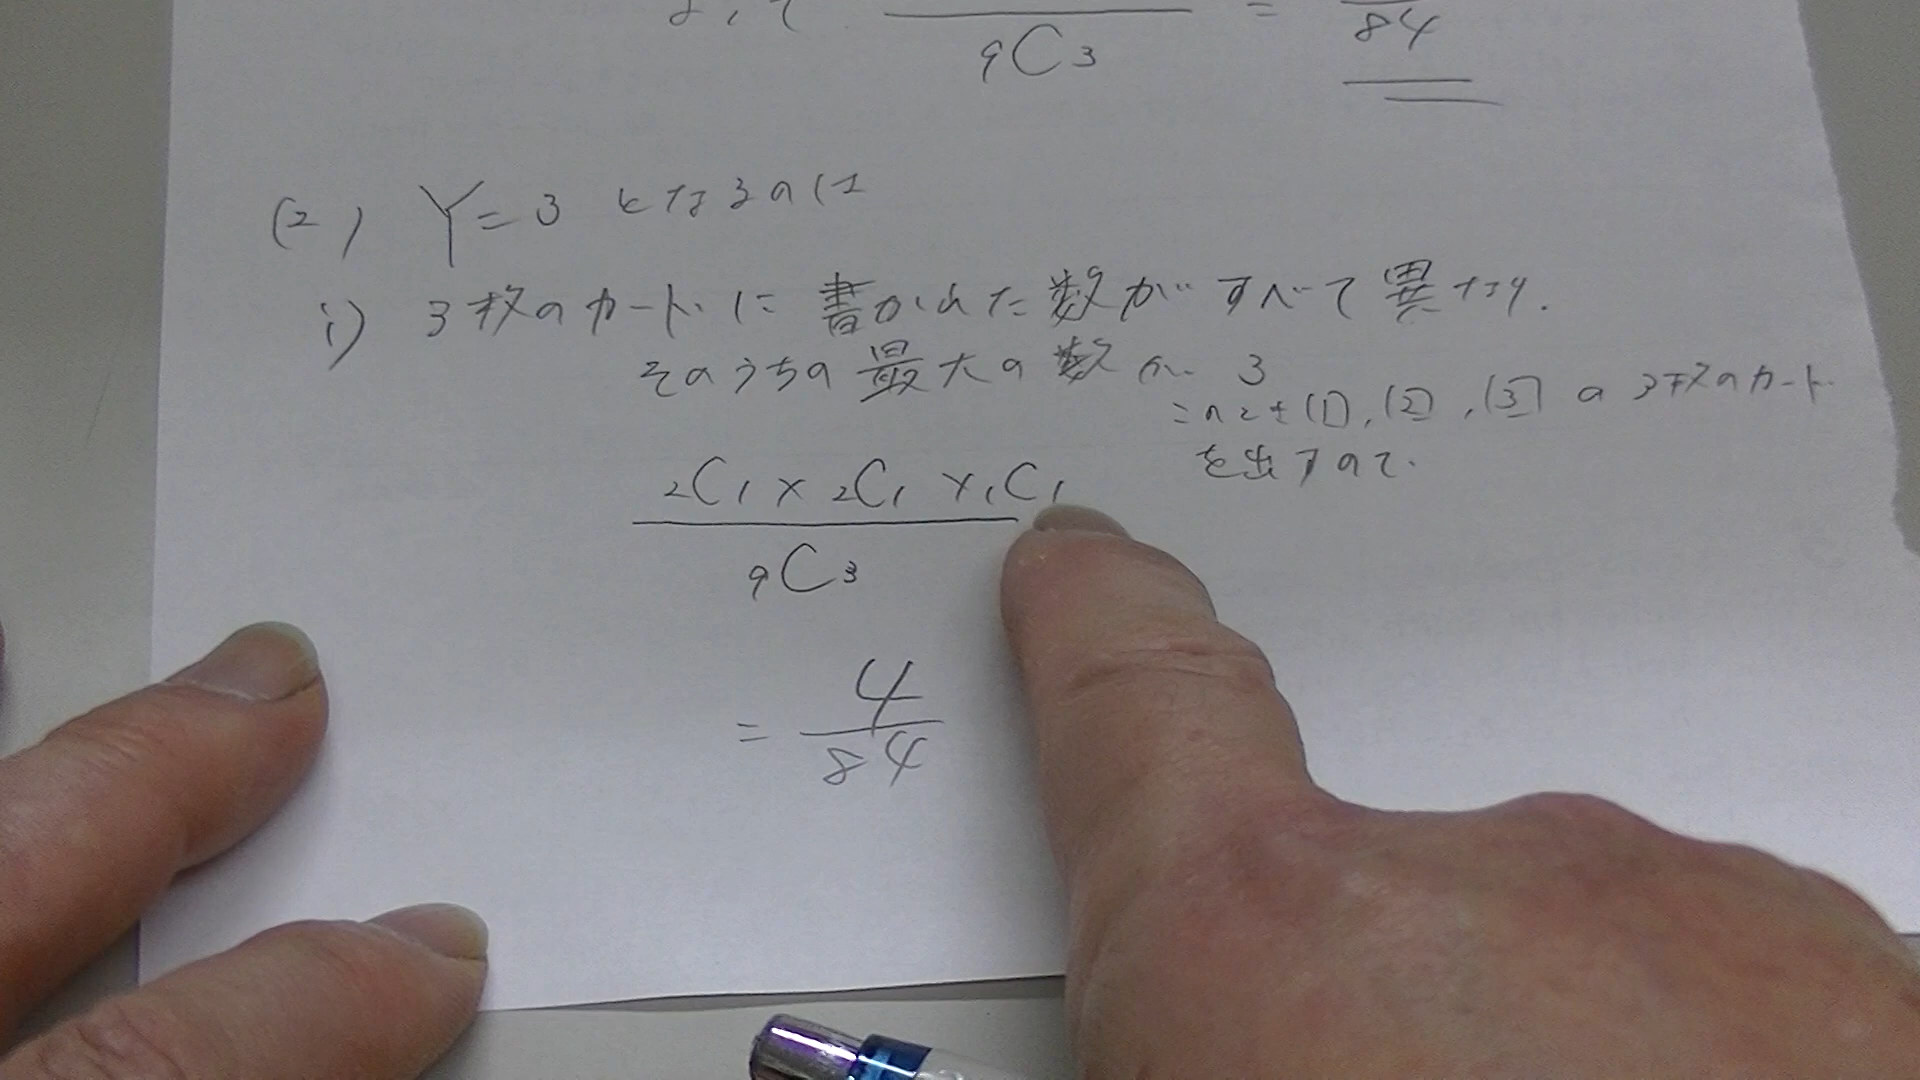 よって ── = ──
₉C₃ 84
(2) Y=3 となるのは
i) 3枚のカードに書かれた数がすべて異なり.
そのうちの最大の数が 3
このとき [1], [2], [3] の 3枚のカード
を出すので.
₂C₁ × ₂C₁ × ₁C₁
₉C₃
= 4
84